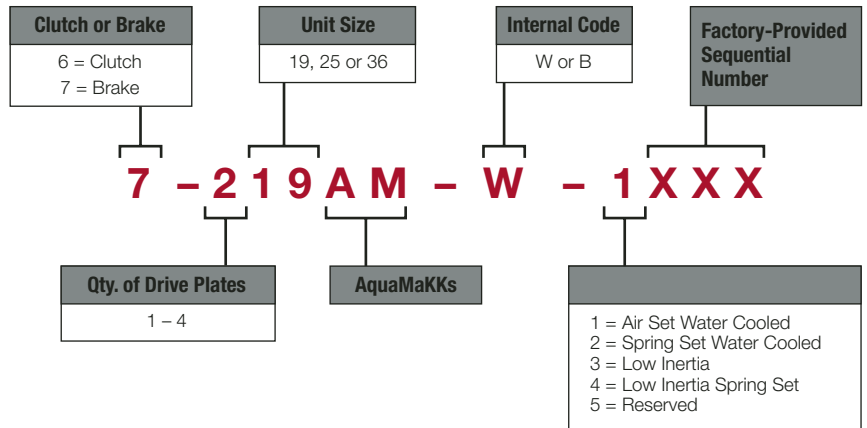 Clutch or Brake
6 = Clutch
7 = Brake
Unit Size
19, 25 or 36
Internal Code
W or B
Factory-Provided
Sequential
Number
7 – 2 1 9 A M – W – 1 X X X
Qty. of Drive Plates
1 – 4
AquaMaKKs
1 = Air Set Water Cooled
2 = Spring Set Water Cooled
3 = Low Inertia
4 = Low Inertia Spring Set
5 = Reserved